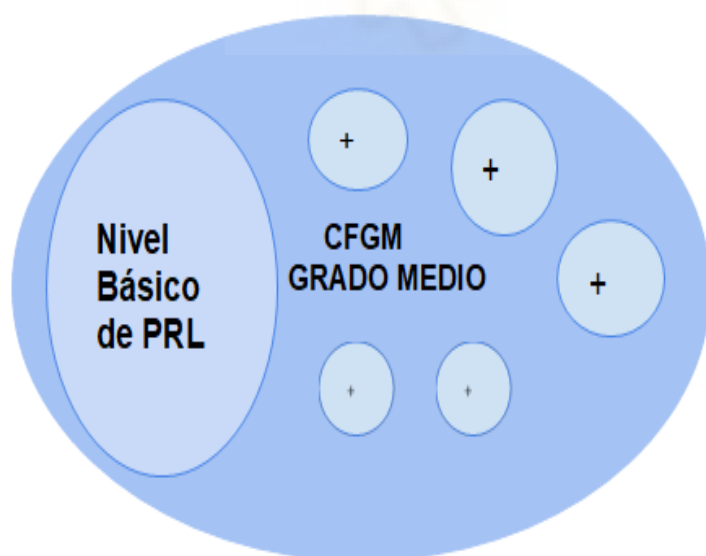 +
+
+
Nivel
Básico
de PRL
CFGM
GRADO MEDIO
+
+